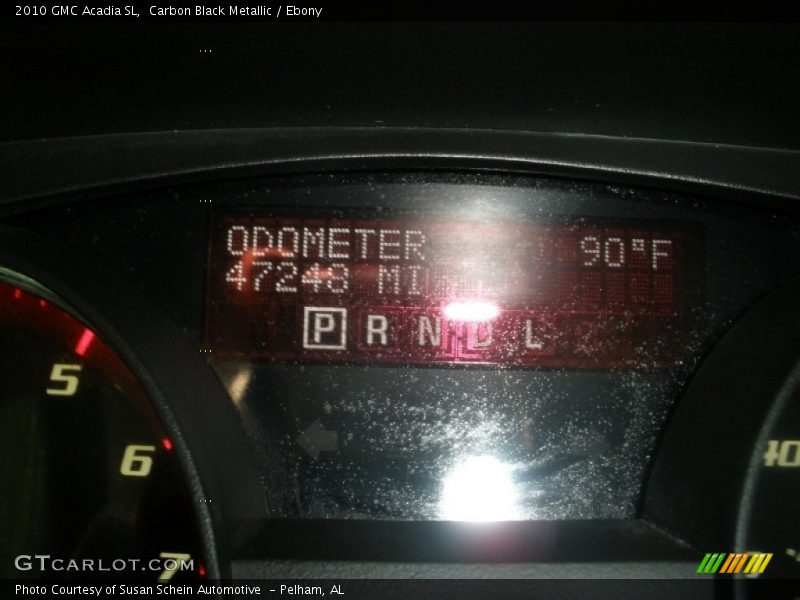 2010 GMC Acadia SL, Carbon Black Metallic / Ebony
ODOMETER 90°F
47248 MI
P R N D L
5
6
7
10
GTCARLOT.COM
Photo Courtesy of Susan Schein Automotive - Pelham, AL